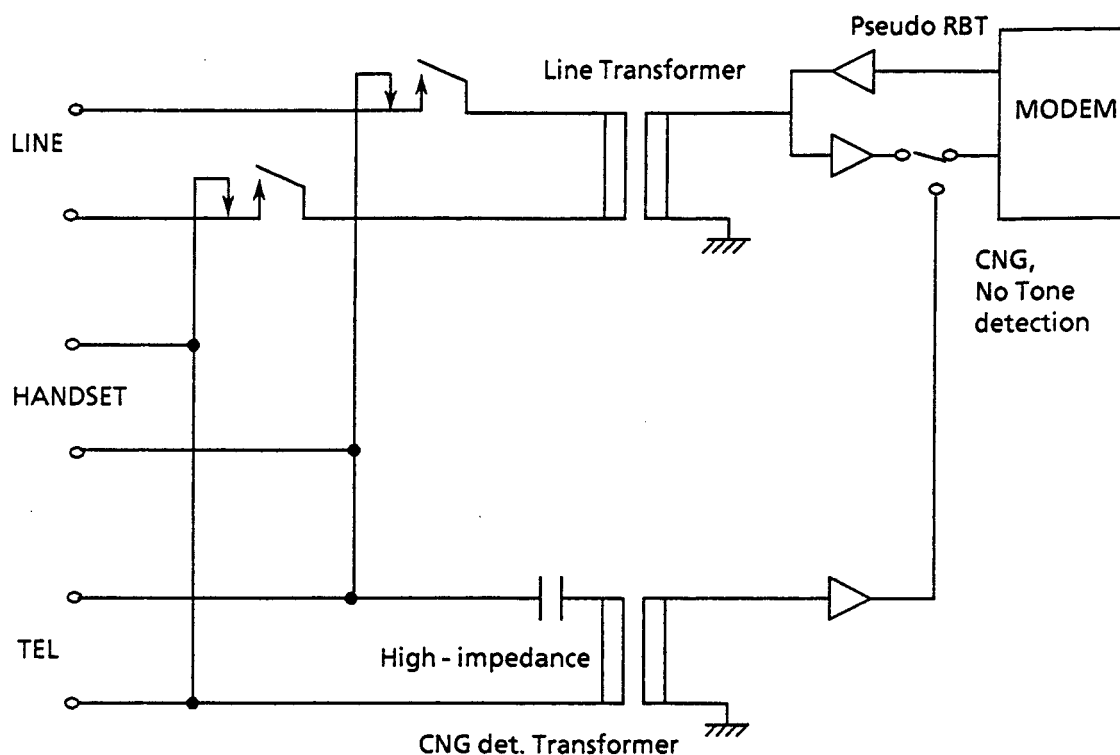 Pseudo RBT
Line Transformer
MODEM
LINE
CNG,
No Tone
detection
HANDSET
TEL
High - impedance
CNG det. Transformer